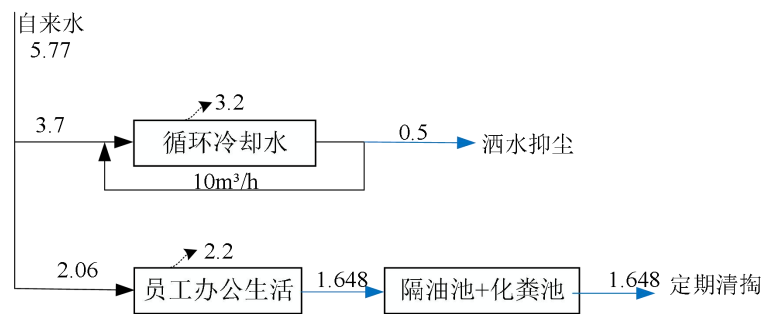 自来水
5.77
3.2
3.7
循环冷却水
0.5
洒水抑尘
10m³/h
2.2
2.06
员工办公生活
1.648
隔油池+化粪池
1.648
定期清掏